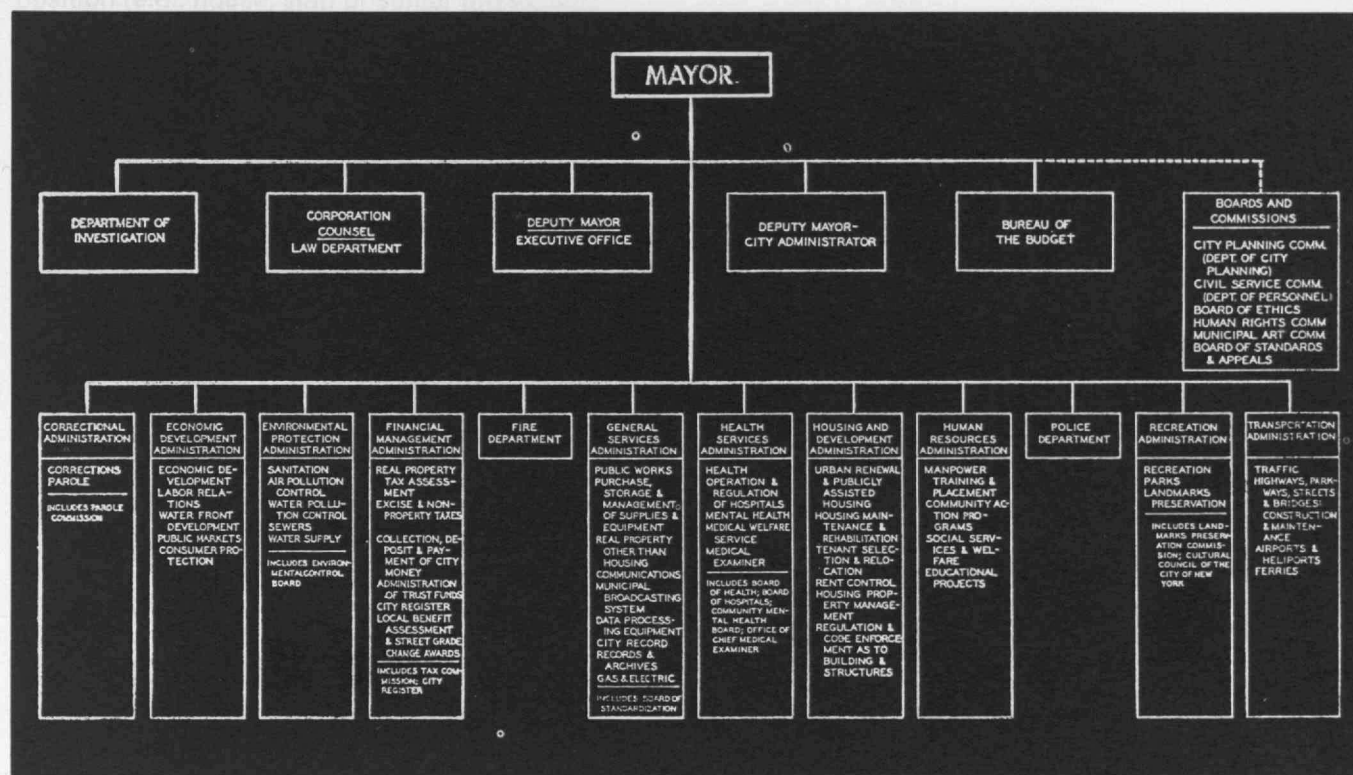 MAYOR
DEPARTMENT OF
INVESTIGATION
CORPORATION
COUNSEL
LAW DEPARTMENT
DEPUTY MAYOR
EXECUTIVE OFFICE
DEPUTY MAYOR-
CITY ADMINISTRATOR
BUREAU OF
THE BUDGET
BOARDS AND
COMMISSIONS
CITY PLANNING COMM.
(DEPT. OF CITY
PLANNING)
CIVIL SERVICE COMM.
(DEPT. OF PERSONNEL)
BOARD OF ETHICS
HUMAN RIGHTS COMM
MUNICIPAL ART COMM.
BOARD OF STANDARDS
& APPEALS
CORRECTIONAL
ADMINISTRATION
CORRECTIONS
PAROLE
INCLUDES PAROLE
COMMISSION
ECONOMIC
DEVELOPMENT
ADMINISTRATION
ECONOMIC DE-
VELOPMENT
LABOR RELA-
TIONS
WATER FRONT
DEVELOPMENT
PUBLIC MARKETS
CONSUMER PRO-
TECTION
ENVIRONMENTAL
PROTECTION
ADMINISTRATION
SANITATION
AIR POLLUTION
CONTROL
WATER POLLU-
TION CONTROL
SEWERS
WATER SUPPLY
INCLUDES ENVIRON-
MENTAL CONTROL
BOARD
FINANCIAL
MANAGEMENT
ADMINISTRATION
REAL PROPERTY
TAX ASSESS-
MENT
EXCISE & NON-
PROPERTY TAXES
COLLECTION, DE-
POSIT & PAY-
MENT OF CITY
MONEY
ADMINISTRATION
OF TRUST FUNDS
CITY REGISTER
LOCAL BENEFIT
ASSESSMENT
& STREET GRADE
CHANGE AWARDS
INCLUDES TAX COM-
MISSION; CITY
REGISTER
FIRE
DEPARTMENT
GENERAL
SERVICES
ADMINISTRATION
PUBLIC WORKS
PURCHASE,
STORAGE &
MANAGEMENT
OF SUPPLIES &
EQUIPMENT
REAL PROPERTY
OTHER THAN
HOUSING
COMMUNICATIONS
MUNICIPAL
BROADCASTING
SYSTEM
DATA PROCESS-
ING EQUIPMENT
CITY RECORD
RECORDS &
ARCHIVES
GAS & ELECTRIC
INCLUDES BOARD OF
STANDARDIZATION
HEALTH
SERVICES
ADMINISTRATION
HEALTH
OPERATION &
REGULATION
OF HOSPITALS
MENTAL HEALTH
MEDICAL WELFARE
SERVICE
MEDICAL
EXAMINER
INCLUDES BOARD
OF HEALTH; BOARD
OF HOSPITALS;
COMMUNITY MEN-
TAL HEALTH
BOARD; OFFICE OF
CHIEF MEDICAL
EXAMINER
HOUSING AND
DEVELOPMENT
ADMINISTRATION
URBAN RENEWAL
& PUBLICLY
ASSISTED
HOUSING
HOUSING MAIN-
TENANCE &
REHABILITATION
TENANT SELEC-
TION & RELO-
CATION
RENT CONTROL
HOUSING PROP-
ERTY MANAGE-
MENT
REGULATION &
CODE ENFORCE-
MENT AS TO
BUILDING &
STRUCTURES
HUMAN
RESOURCES
ADMINISTRATION
MANPOWER
TRAINING &
PLACEMENT
COMMUNITY AC-
TION PRO-
GRAMS
SOCIAL SERV-
ICES & WEL-
FARE
EDUCATIONAL
PROJECTS
POLICE
DEPARTMENT
RECREATION
ADMINISTRATION
RECREATION
PARKS
LANDMARKS
PRESERVATION
INCLUDES LAND-
MARKS PRESER-
VATION COMMIS-
SION; CULTURAL
COUNCIL OF THE
CITY OF NEW
YORK
TRANSPORTATION
ADMINISTRATION
TRAFFIC
HIGHWAYS, PARK-
WAYS, STREETS
& BRIDGES:
CONSTRUCTION
& MAINTEN-
ANCE
AIRPORTS &
HELIPORTS
FERRIES